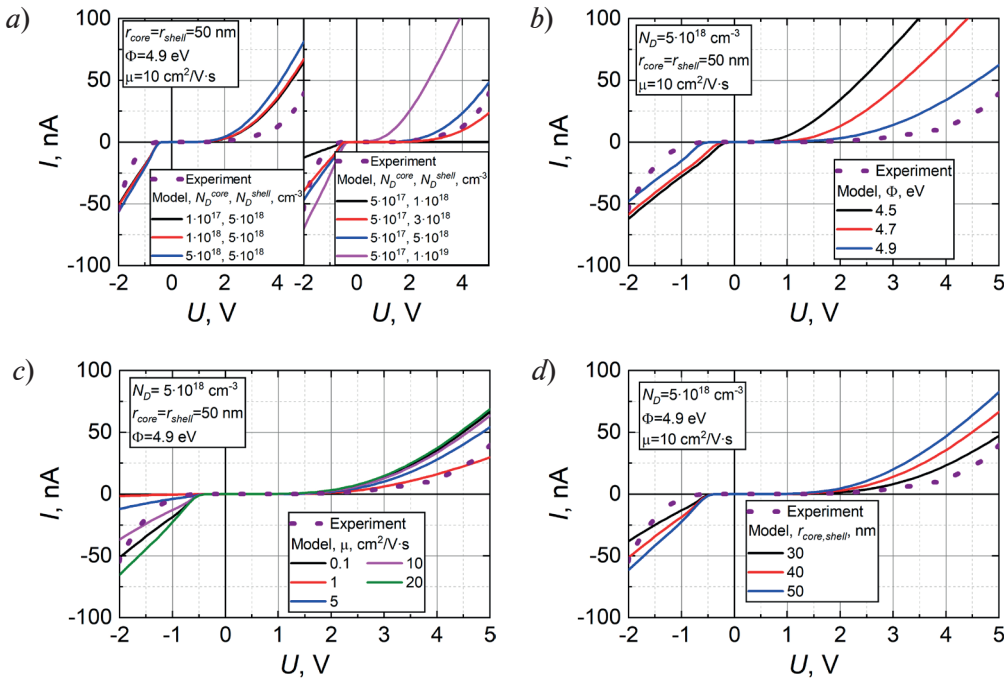 a)
r_core=r_shell=50 nm
Φ=4.9 eV
μ=10 cm²/V·s
100
50
0
-50
-100
I, nA
Experiment
Model, N_D^core, N_D^shell, cm⁻³
1·10¹⁷, 5·10¹⁸
1·10¹⁸, 5·10¹⁸
5·10¹⁸, 5·10¹⁸
Experiment
Model, N_D^core, N_D^shell, cm⁻³
5·10¹⁷, 1·10¹⁸
5·10¹⁷, 3·10¹⁸
5·10¹⁷, 5·10¹⁸
5·10¹⁷, 1·10¹⁹
-2 0 2 4 -2 0 2 4
U, V U, V
b)
N_D=5·10¹⁸ cm⁻³
r_core=r_shell=50 nm
μ=10 cm²/V·s
100
50
0
-50
-100
I, nA
Experiment
Model, Φ, eV
4.5
4.7
4.9
-2 -1 0 1 2 3 4 5
U, V
c)
N_D= 5·10¹⁸ cm⁻³
r_core=r_shell=50 nm
Φ=4.9 eV
100
50
0
-50
-100
I, nA
Experiment
Model, μ, cm²/V·s
0.1 10
1 20
5
-2 -1 0 1 2 3 4 5
U, V
d)
N_D=5·10¹⁸ cm⁻³
Φ=4.9 eV
μ=10 cm²/V·s
100
50
0
-50
-100
I, nA
Experiment
Model, r_core,shell, nm
30
40
50
-2 -1 0 1 2 3 4 5
U, V